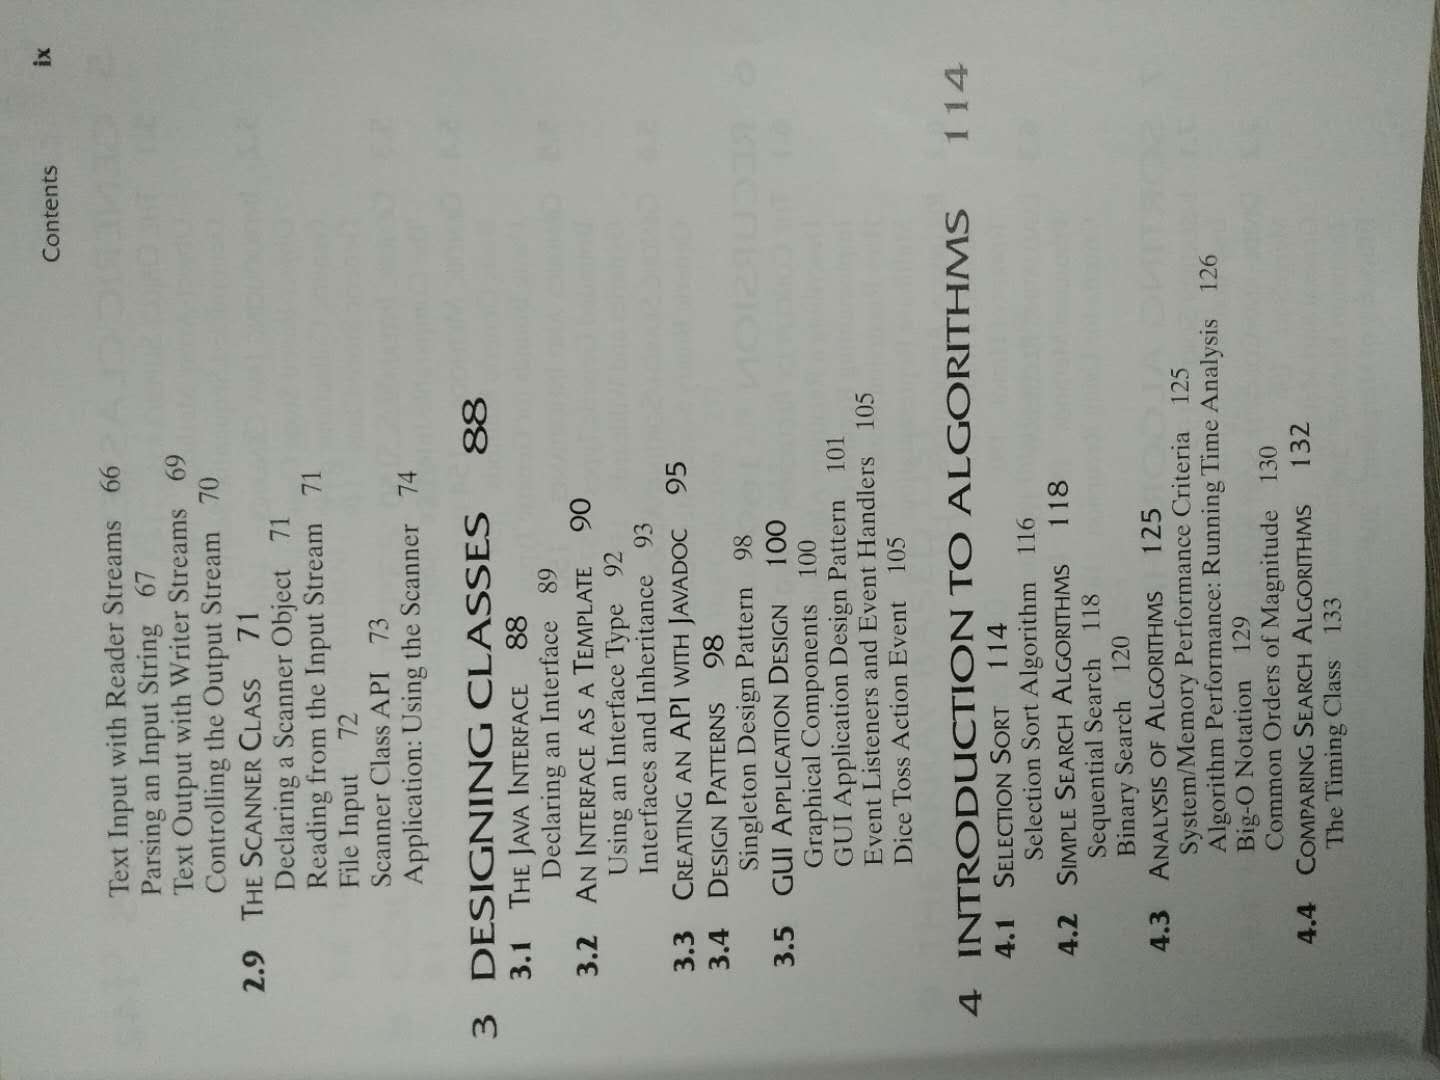 Contents ix
Text Input with Reader Streams 66
Parsing an Input String 67
Text Output with Writer Streams 69
Controlling the Output Stream 70
2.9 THE SCANNER CLASS 71
Declaring a Scanner Object 71
Reading from the Input Stream 71
File Input 72
Scanner Class API 73
Application: Using the Scanner 74
3 DESIGNING CLASSES 88
3.1 THE JAVA INTERFACE 88
Declaring an Interface 89
3.2 AN INTERFACE AS A TEMPLATE 90
Using an Interface Type 92
Interfaces and Inheritance 93
3.3 CREATING AN API WITH JAVADOC 95
3.4 DESIGN PATTERNS 98
Singleton Design Pattern 98
3.5 GUI APPLICATION DESIGN 100
Graphical Components 100
GUI Application Design Pattern 101
Event Listeners and Event Handlers 105
Dice Toss Action Event 105
4 INTRODUCTION TO ALGORITHMS 114
4.1 SELECTION SORT 114
Selection Sort Algorithm 116
4.2 SIMPLE SEARCH ALGORITHMS 118
Sequential Search 118
Binary Search 120
4.3 ANALYSIS OF ALGORITHMS 125
System/Memory Performance Criteria 125
Algorithm Performance: Running Time Analysis 126
Big-O Notation 129
Common Orders of Magnitude 130
4.4 COMPARING SEARCH ALGORITHMS 132
The Timing Class 133